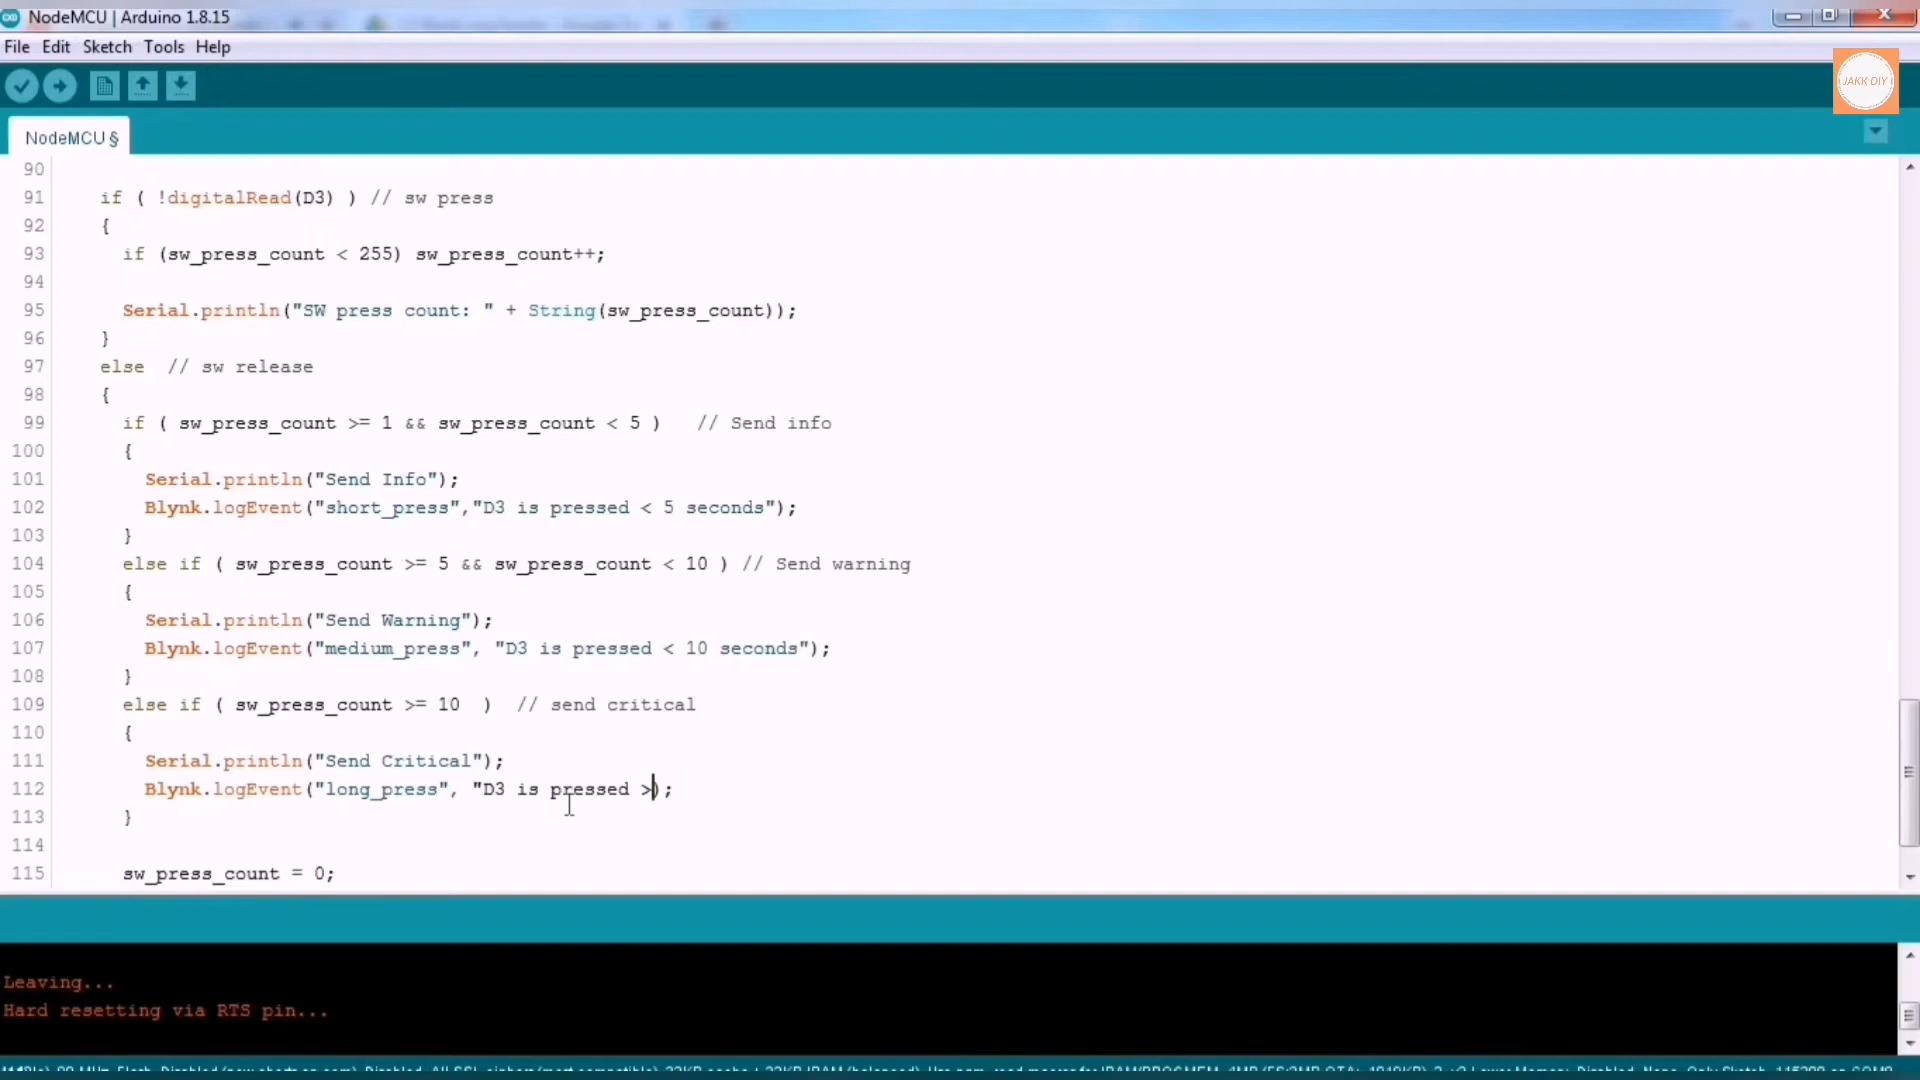 NodeMCU | Arduino 1.8.15
File Edit Sketch Tools Help
JAKK DIY
NodeMCU §
90
91 if ( !digitalRead(D3) ) // sw press
92 {
93 if (sw_press_count < 255) sw_press_count++;
94
95 Serial.println("SW press count: " + String(sw_press_count));
96 }
97 else // sw release
98 {
99 if ( sw_press_count >= 1 && sw_press_count < 5 ) // Send info
100 {
101 Serial.println("Send Info");
102 Blynk.logEvent("short_press","D3 is pressed < 5 seconds");
103 }
104 else if ( sw_press_count >= 5 && sw_press_count < 10 ) // Send warning
105 {
106 Serial.println("Send Warning");
107 Blynk.logEvent("medium_press", "D3 is pressed < 10 seconds");
108 }
109 else if ( sw_press_count >= 10 ) // send critical
110 {
111 Serial.println("Send Critical");
112 Blynk.logEvent("long_press", "D3 is pressed >);
113 }
114
115 sw_press_count = 0;
Leaving...
Hard resetting via RTS pin...